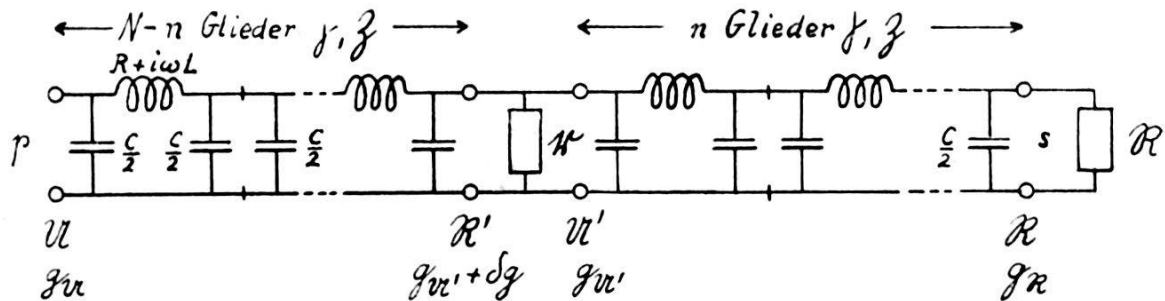 N-n Glieder γ, ℨ n Glieder γ, ℨ
R+iωL
p C/2 C/2 C/2 C/2 s ℜ
𝔄 ℜ' 𝔄' ℜ
g𝔄 g𝔄'+δg g𝔄' gℜ